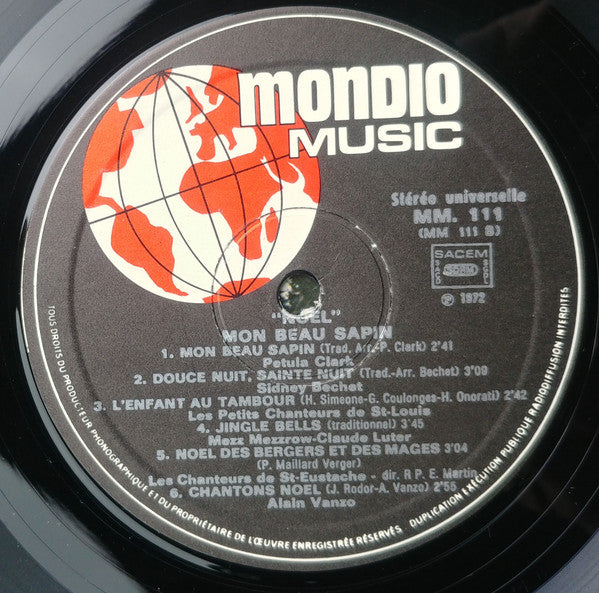 MONDIO
MUSIC
Stéréo universelle
MM. 111
(MM 111 B)
SACEM
℗ 1972
"NOËL"
MON BEAU SAPIN
1. MON BEAU SAPIN (Trad. Arr.-P. Clark) 2'41
Petula Clark
2. DOUCE NUIT, SAINTE NUIT (Trad.-Arr. Bechet) 3'09
Sidney Bechet
3. L'ENFANT AU TAMBOUR (H. Simeone-G. Coulonges-H. Onorati) 2'42
Les Petits Chanteurs de St-Louis
4. JINGLE BELLS (traditionnel) 3'45
Mezz Mezzrow-Claude Luter
5. NOEL DES BERGERS ET DES MAGES 3'04
(P. Maillard Verger)
Les Chanteurs de St-Eustache - dir. R P E. Martin
6. CHANTONS NOEL (J. Rodor-A. Vanzo) 2'55
Alain Vanzo
TOUS DROITS DU PRODUCTEUR PHONOGRAPHIQUE ET DU PROPRIÉTAIRE DE L'ŒUVRE ENREGISTRÉE RÉSERVÉS / DUPLICATION EXÉCUTION PUBLIQUE RADIODIFFUSION INTERDITES